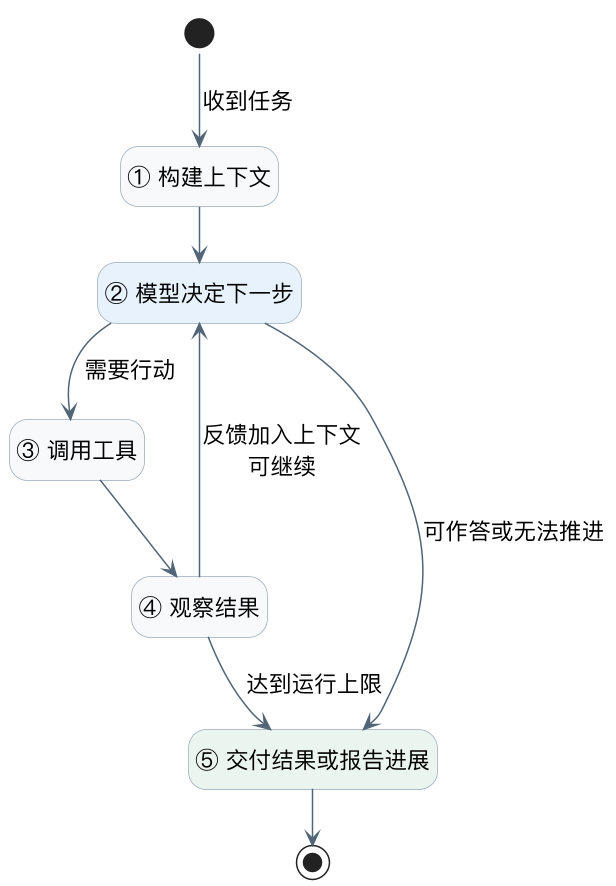 收到任务
① 构建上下文
② 模型决定下一步
需要行动
③ 调用工具
反馈加入上下文
可继续
可作答或无法推进
④ 观察结果
达到运行上限
⑤ 交付结果或报告进展